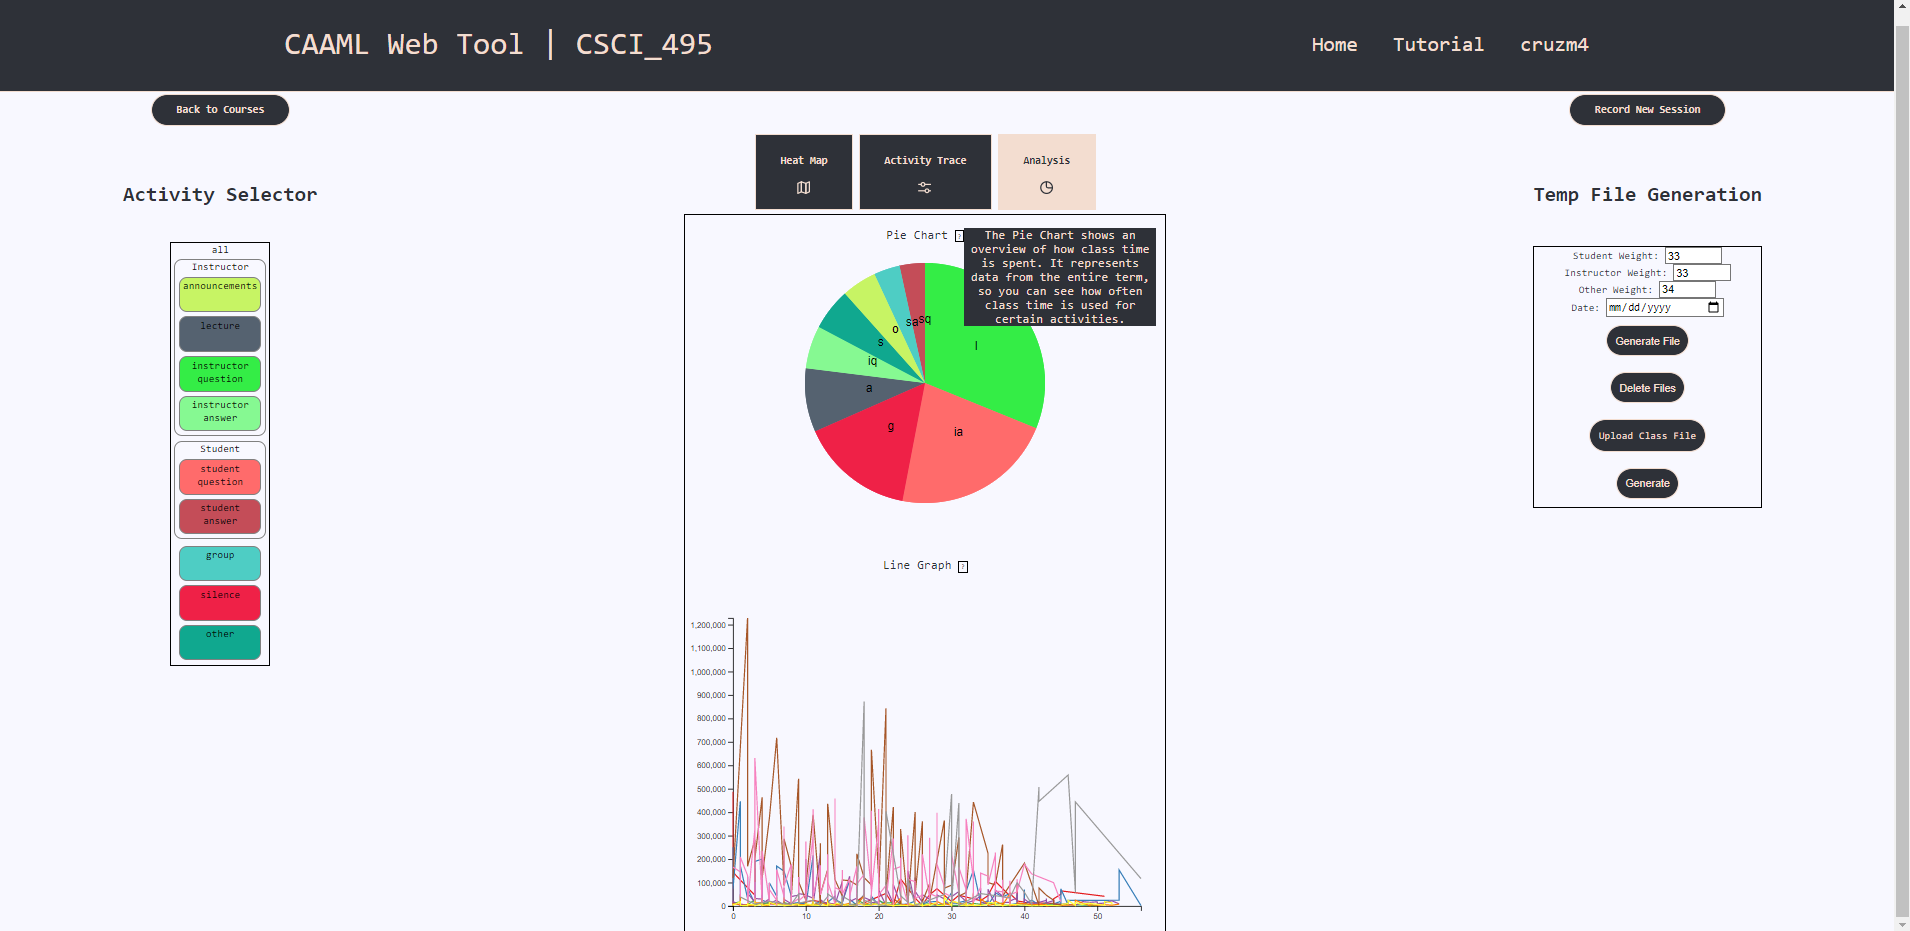 CAAML Web Tool | CSCI_495
Home Tutorial cruzm4
Back to Courses
Record New Session
Heat Map
Activity Trace
Analysis
Activity Selector
all
Instructor
announcements
lecture
instructor
question
instructor
answer
Student
student
question
student
answer
group
silence
other
Pie Chart ?
The Pie Chart shows an
overview of how class time
is spent. It represents
data from the entire term,
so you can see how often
class time is used for
certain activities.
sq
sa
o
s
iq
a
g
ia
l
Line Graph ?
1,200,000
1,100,000
1,000,000
900,000
800,000
700,000
600,000
500,000
400,000
300,000
200,000
100,000
0
0 10 20 30 40 50
Temp File Generation
Student Weight: 33
Instructor Weight: 33
Other Weight: 34
Date: mm/dd/yyyy
Generate File
Delete Files
Upload Class File
Generate